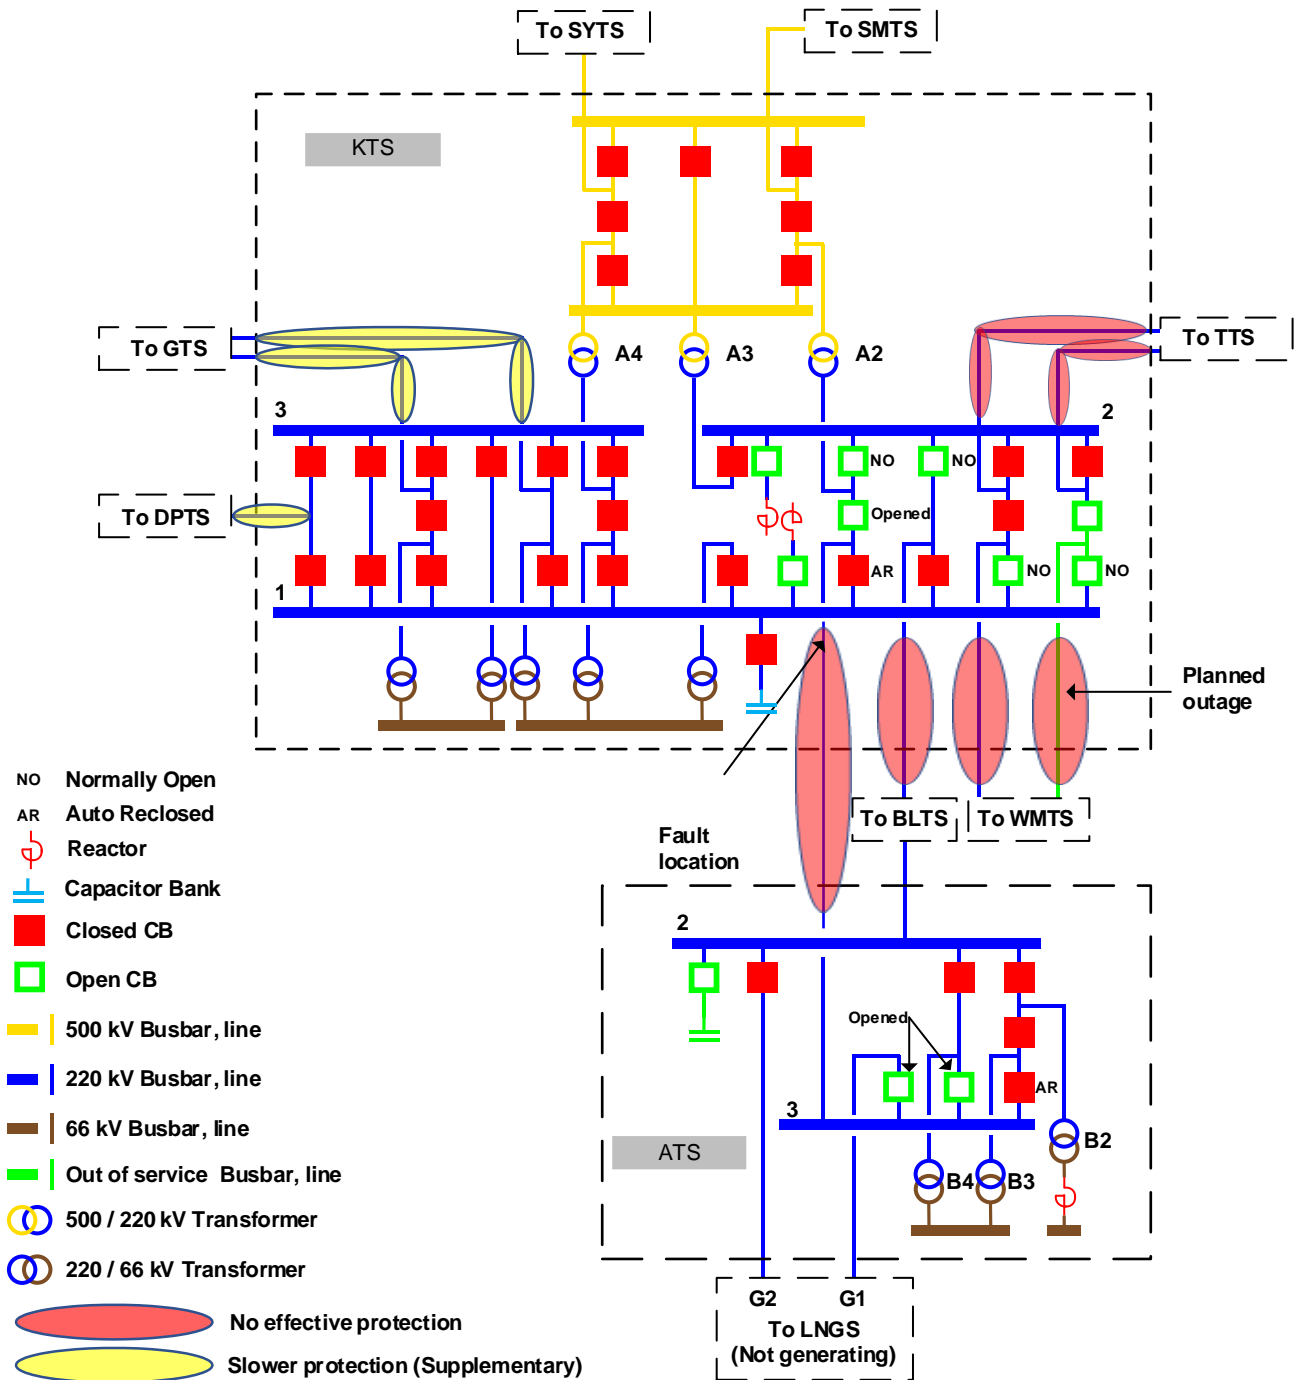 To SYTS
To SMTS
KTS
To GTS
A4
A3
A2
To TTS
3
2
NO
NO
To DPTS
Opened
1
AR
NO
NO
Planned
outage
NO Normally Open
AR Auto Reclosed
Reactor
Capacitor Bank
Closed CB
Open CB
500 kV Busbar, line
220 kV Busbar, line
66 kV Busbar, line
Out of service Busbar, line
500 / 220 kV Transformer
220 / 66 kV Transformer
No effective protection
Slower protection (Supplementary)
To BLTS
To WMTS
Fault
location
2
Opened
AR
3
B2
ATS
B4
B3
G2
G1
To LNGS
(Not generating)